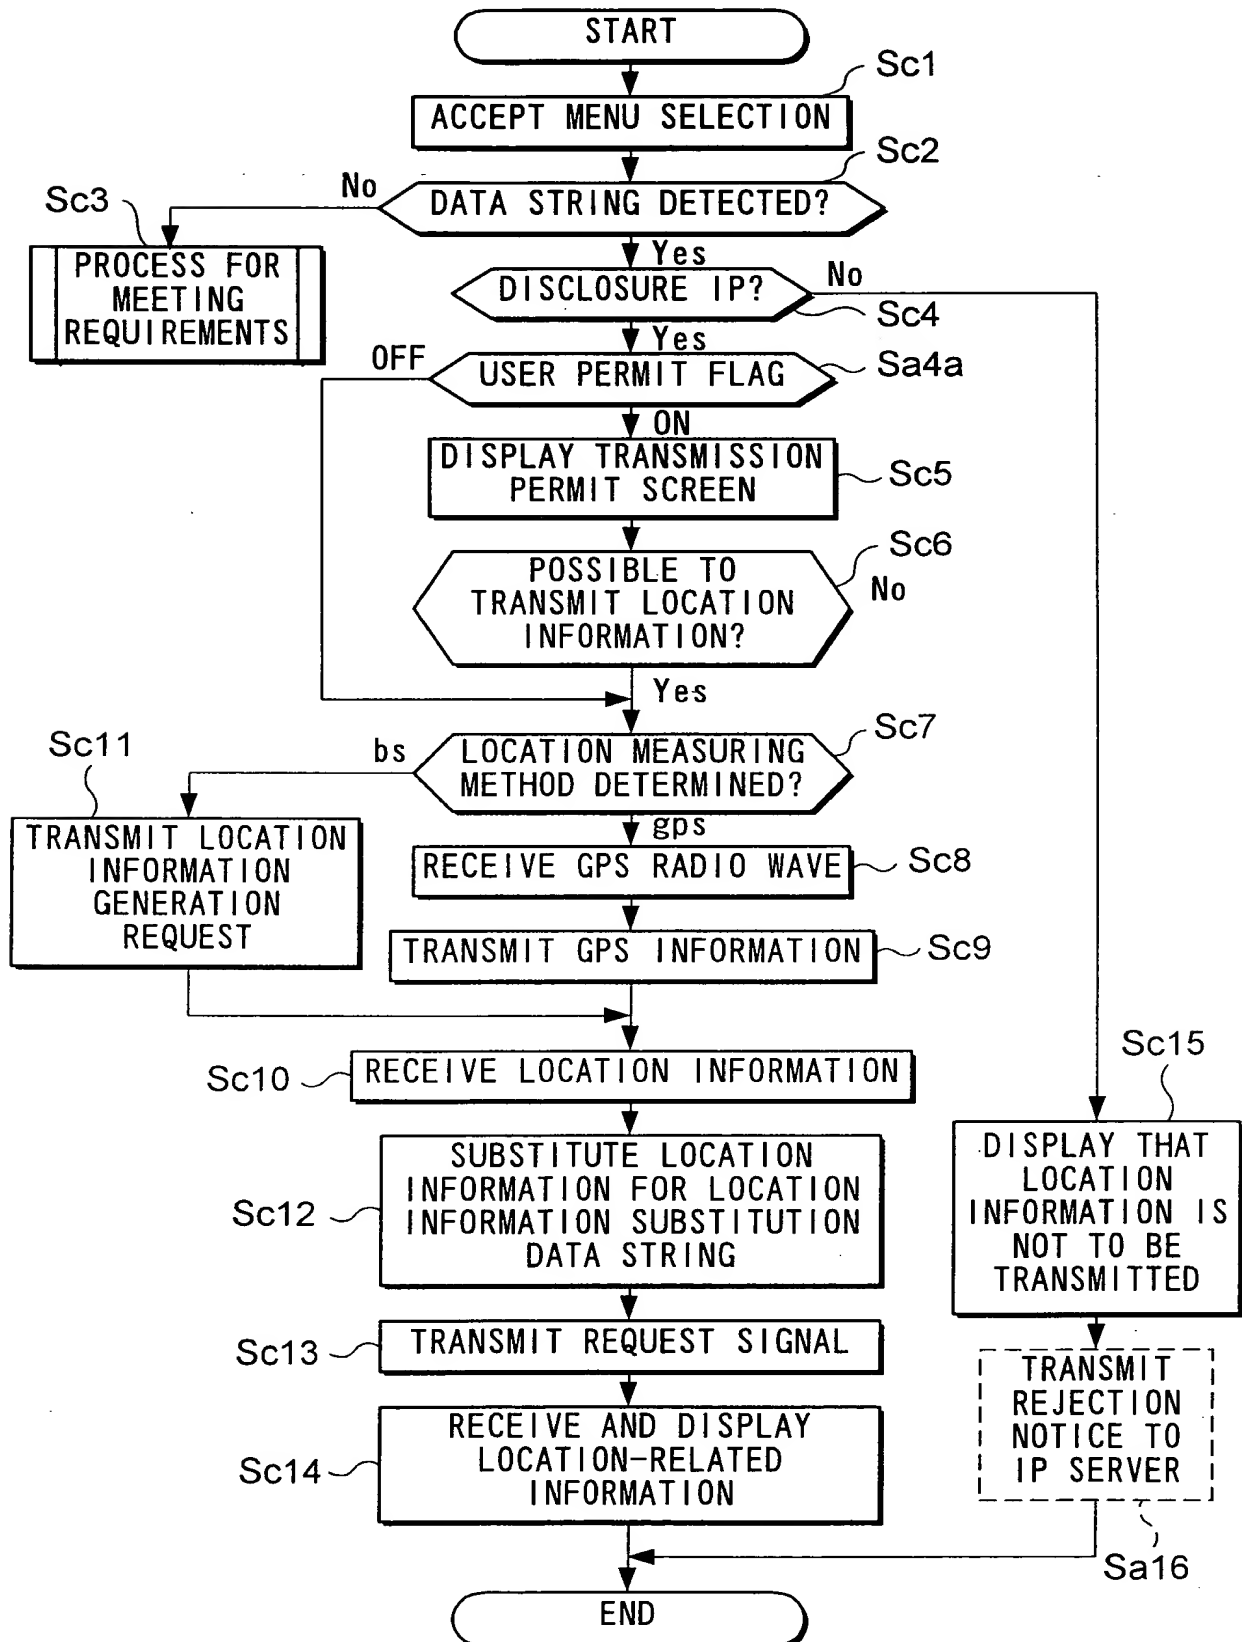 START
Sc1
ACCEPT MENU SELECTION
Sc2
No
DATA STRING DETECTED?
Sc3
PROCESS FOR
MEETING
REQUIREMENTS
Yes
DISCLOSURE IP?
No
Sc4
Yes
OFF
USER PERMIT FLAG
Sa4a
ON
DISPLAY TRANSMISSION
PERMIT SCREEN
Sc5
Sc6
POSSIBLE TO
TRANSMIT LOCATION
INFORMATION?
No
Yes
Sc7
bs
LOCATION MEASURING
METHOD DETERMINED?
Sc11
TRANSMIT LOCATION
INFORMATION
GENERATION
REQUEST
gps
RECEIVE GPS RADIO WAVE
Sc8
TRANSMIT GPS INFORMATION
Sc9
Sc10
RECEIVE LOCATION INFORMATION
Sc15
DISPLAY THAT
LOCATION
INFORMATION IS
NOT TO BE
TRANSMITTED
SUBSTITUTE LOCATION
INFORMATION FOR LOCATION
INFORMATION SUBSTITUTION
DATA STRING
Sc12
TRANSMIT REQUEST SIGNAL
Sc13
TRANSMIT
REJECTION
NOTICE TO
IP SERVER
RECEIVE AND DISPLAY
LOCATION-RELATED
INFORMATION
Sc14
Sa16
END